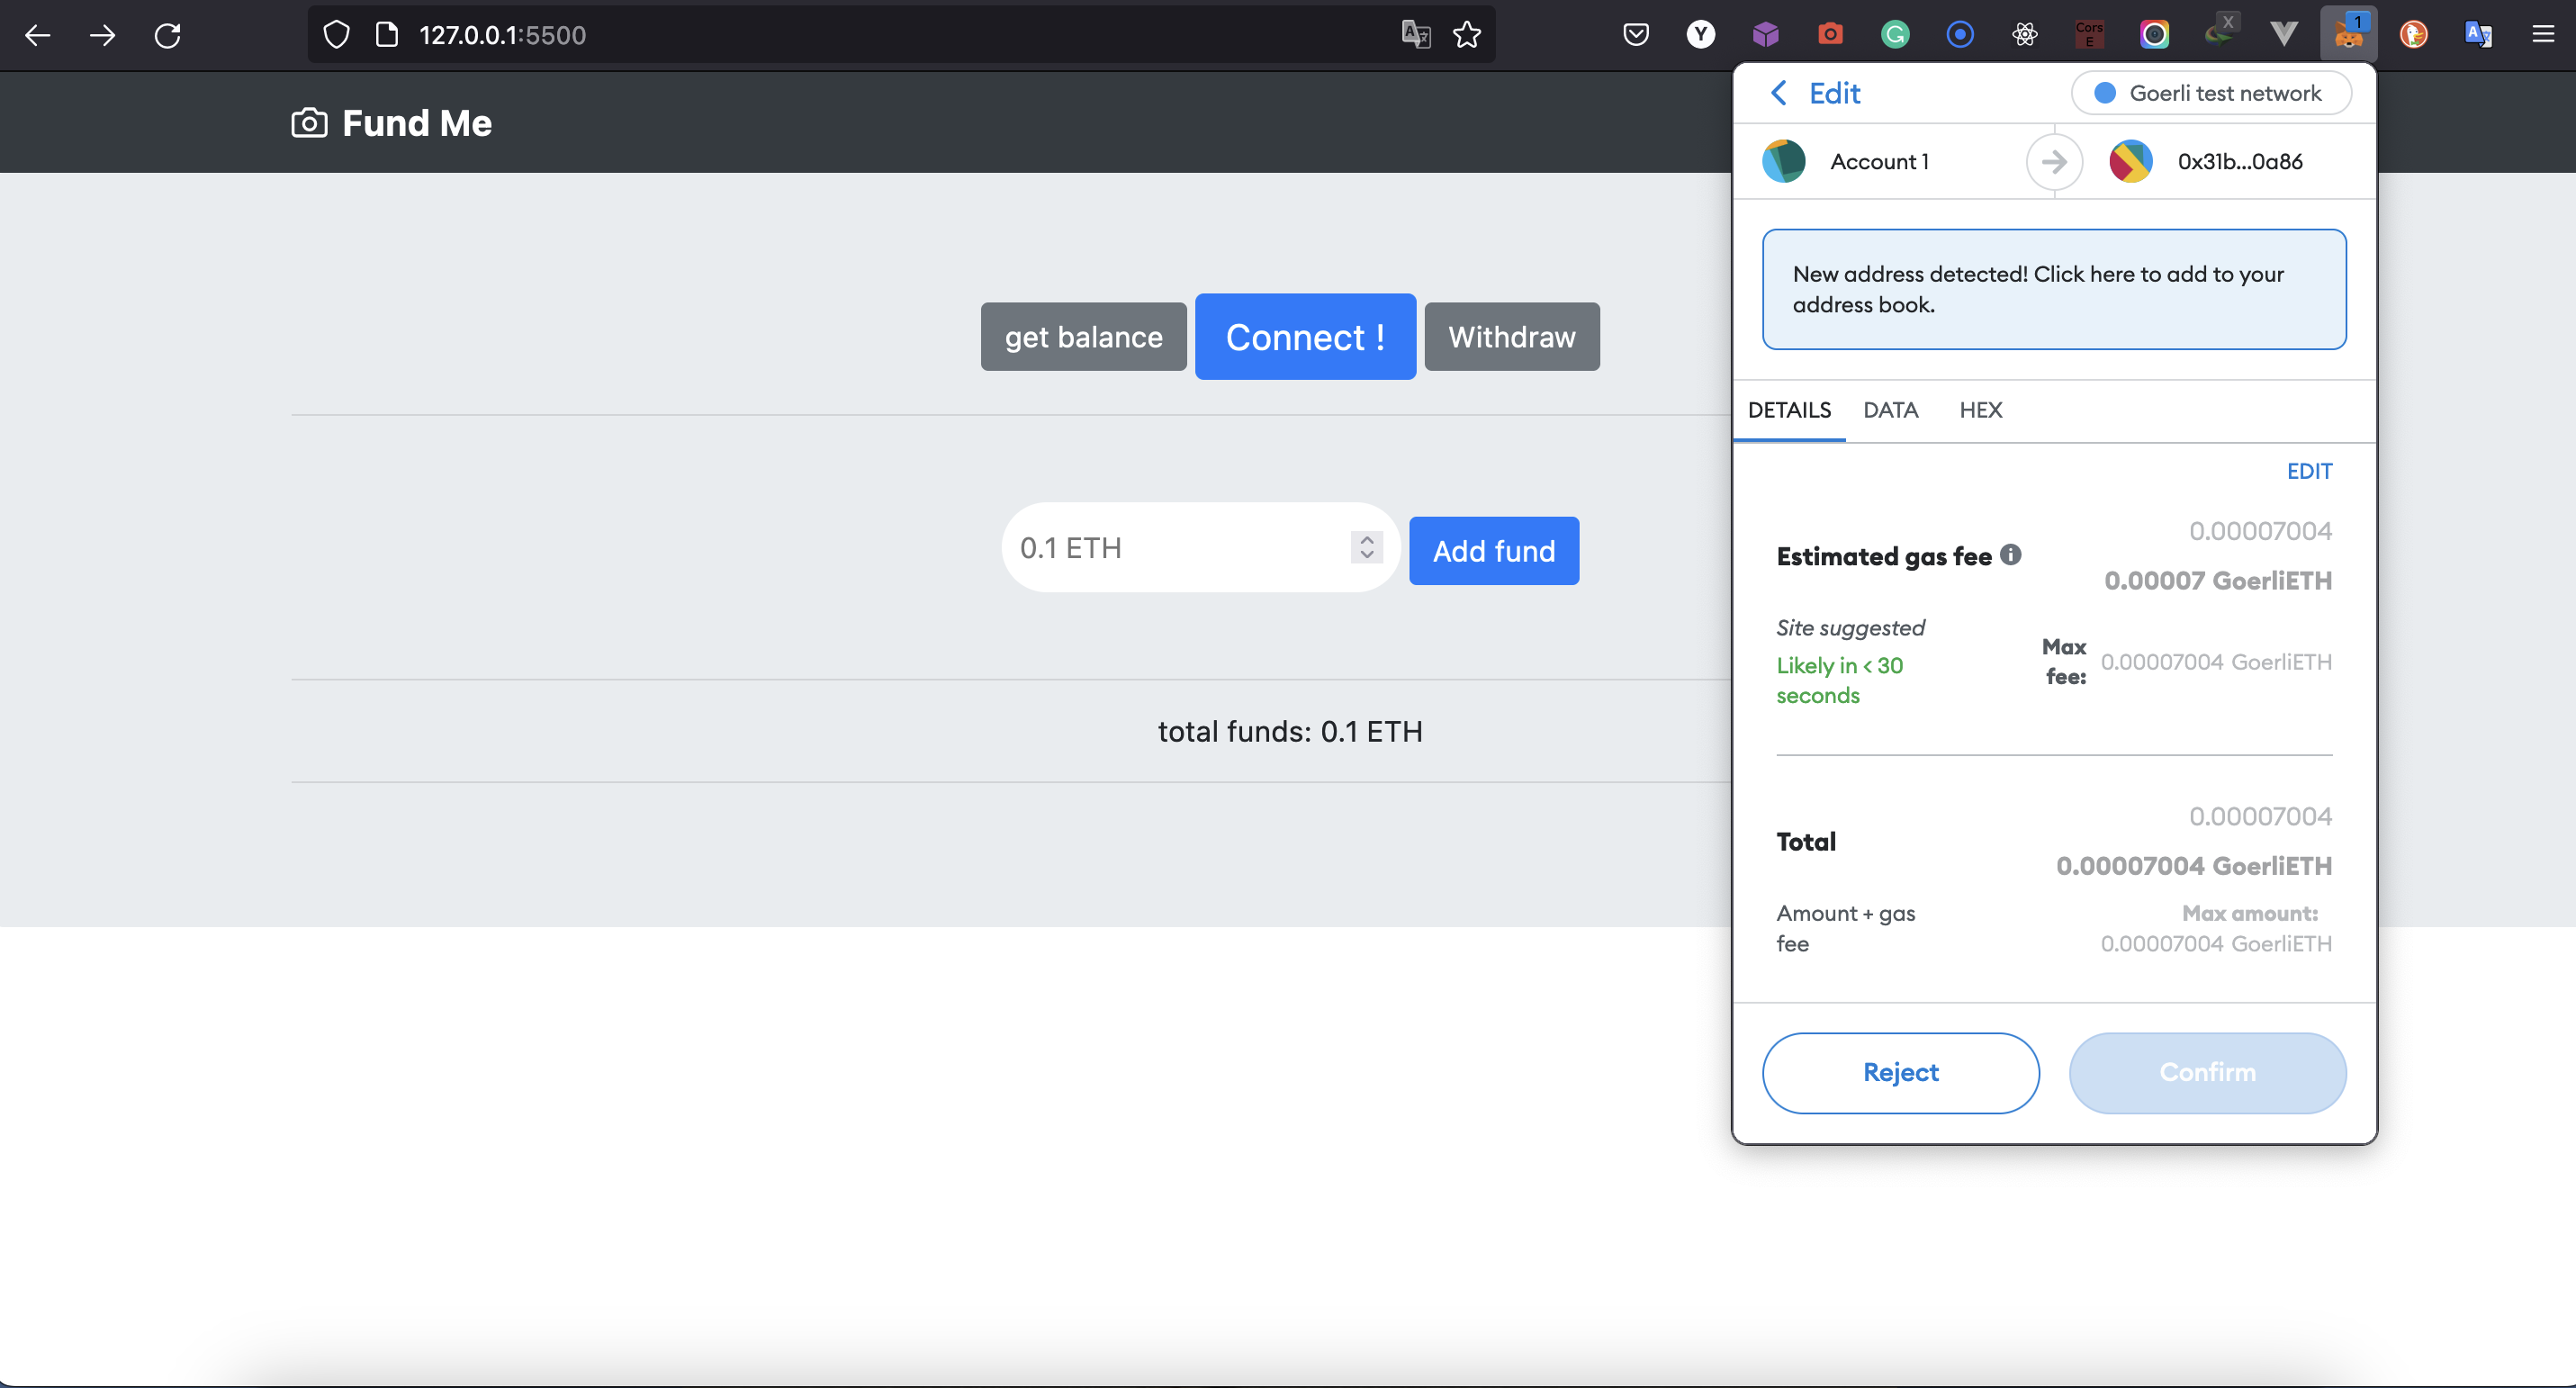 127.0.0.1:5500
Y
Cors
E
X
1
Fund Me
get balance
Connect !
Withdraw
0.1 ETH
Add fund
total funds: 0.1 ETH
Edit
Goerli test network
Account 1
0x31b...0a86
New address detected! Click here to add to your
address book.
DETAILS
DATA
HEX
EDIT
0.00007004
Estimated gas fee
0.00007 GoerliETH
Site suggested
Likely in < 30
seconds
Max
fee:
0.00007004 GoerliETH
0.00007004
Total
0.00007004 GoerliETH
Amount + gas
fee
Max amount:
0.00007004 GoerliETH
Reject
Confirm